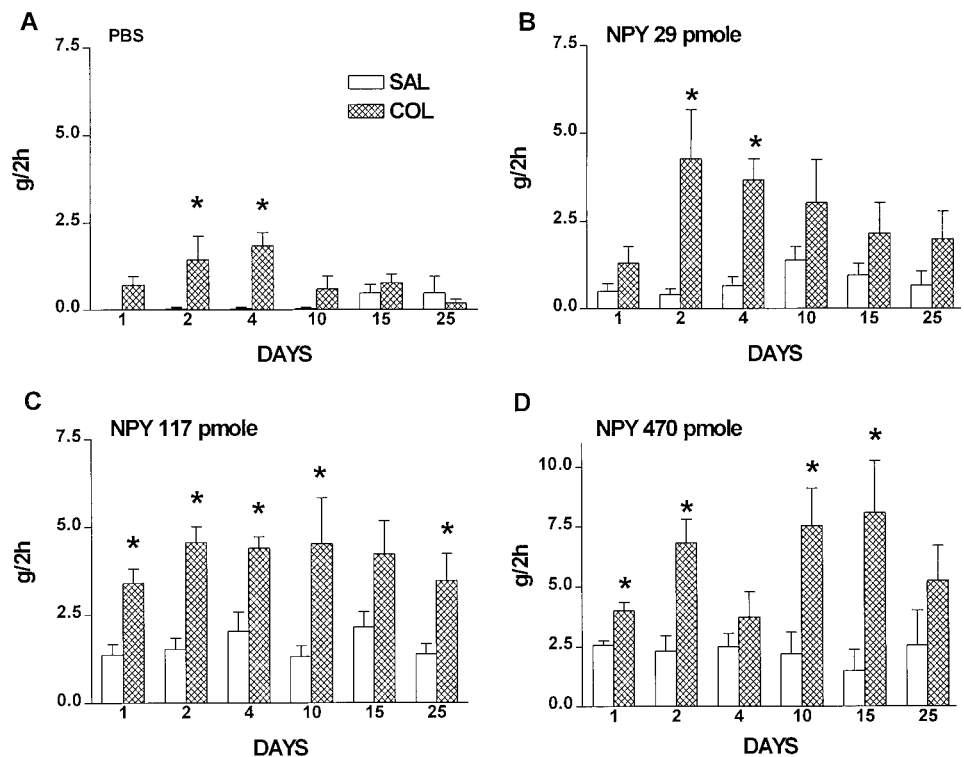 A
PBS
7.5
5.0
2.5
0.0
g/2h
SAL
COL
* *
1 2 4 10 15 25
DAYS
B
NPY 29 pmole
7.5
5.0
2.5
0.0
g/2h
* *
1 2 4 10 15 25
DAYS
C
NPY 117 pmole
7.5
5.0
2.5
0.0
g/2h
* * * * *
1 2 4 10 15 25
DAYS
D
NPY 470 pmole
10.0
7.5
5.0
2.5
0.0
g/2h
* * * *
1 2 4 10 15 25
DAYS